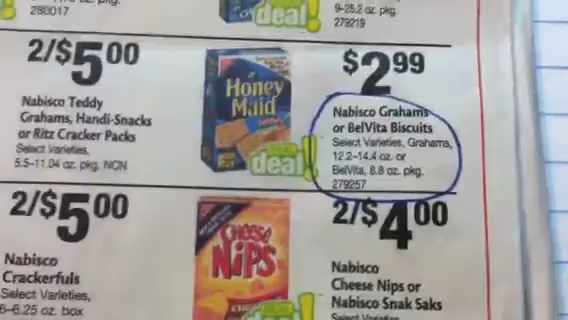 280017
deal!
9-25.2 oz. pkg.
279219
2/$5.00
Nabisco Teddy
Grahams, Handi-Snacks
or Ritz Cracker Packs
Select Varieties,
5.5-11.04 oz. pkg. NCN
Honey
Maid
deal!
$2.99
Nabisco Grahams
or BelVita Biscuits
Select Varieties, Grahams,
12.2-14.4 oz. or
BelVita, 8.8 oz. pkg.
279257
2/$5.00
Nabisco
Crackerfuls
Select Varieties,
6-6.25 oz. box
Cheese
NiPS
2/$4.00
Nabisco
Cheese Nips or
Nabisco Snak Saks
Select Varieties